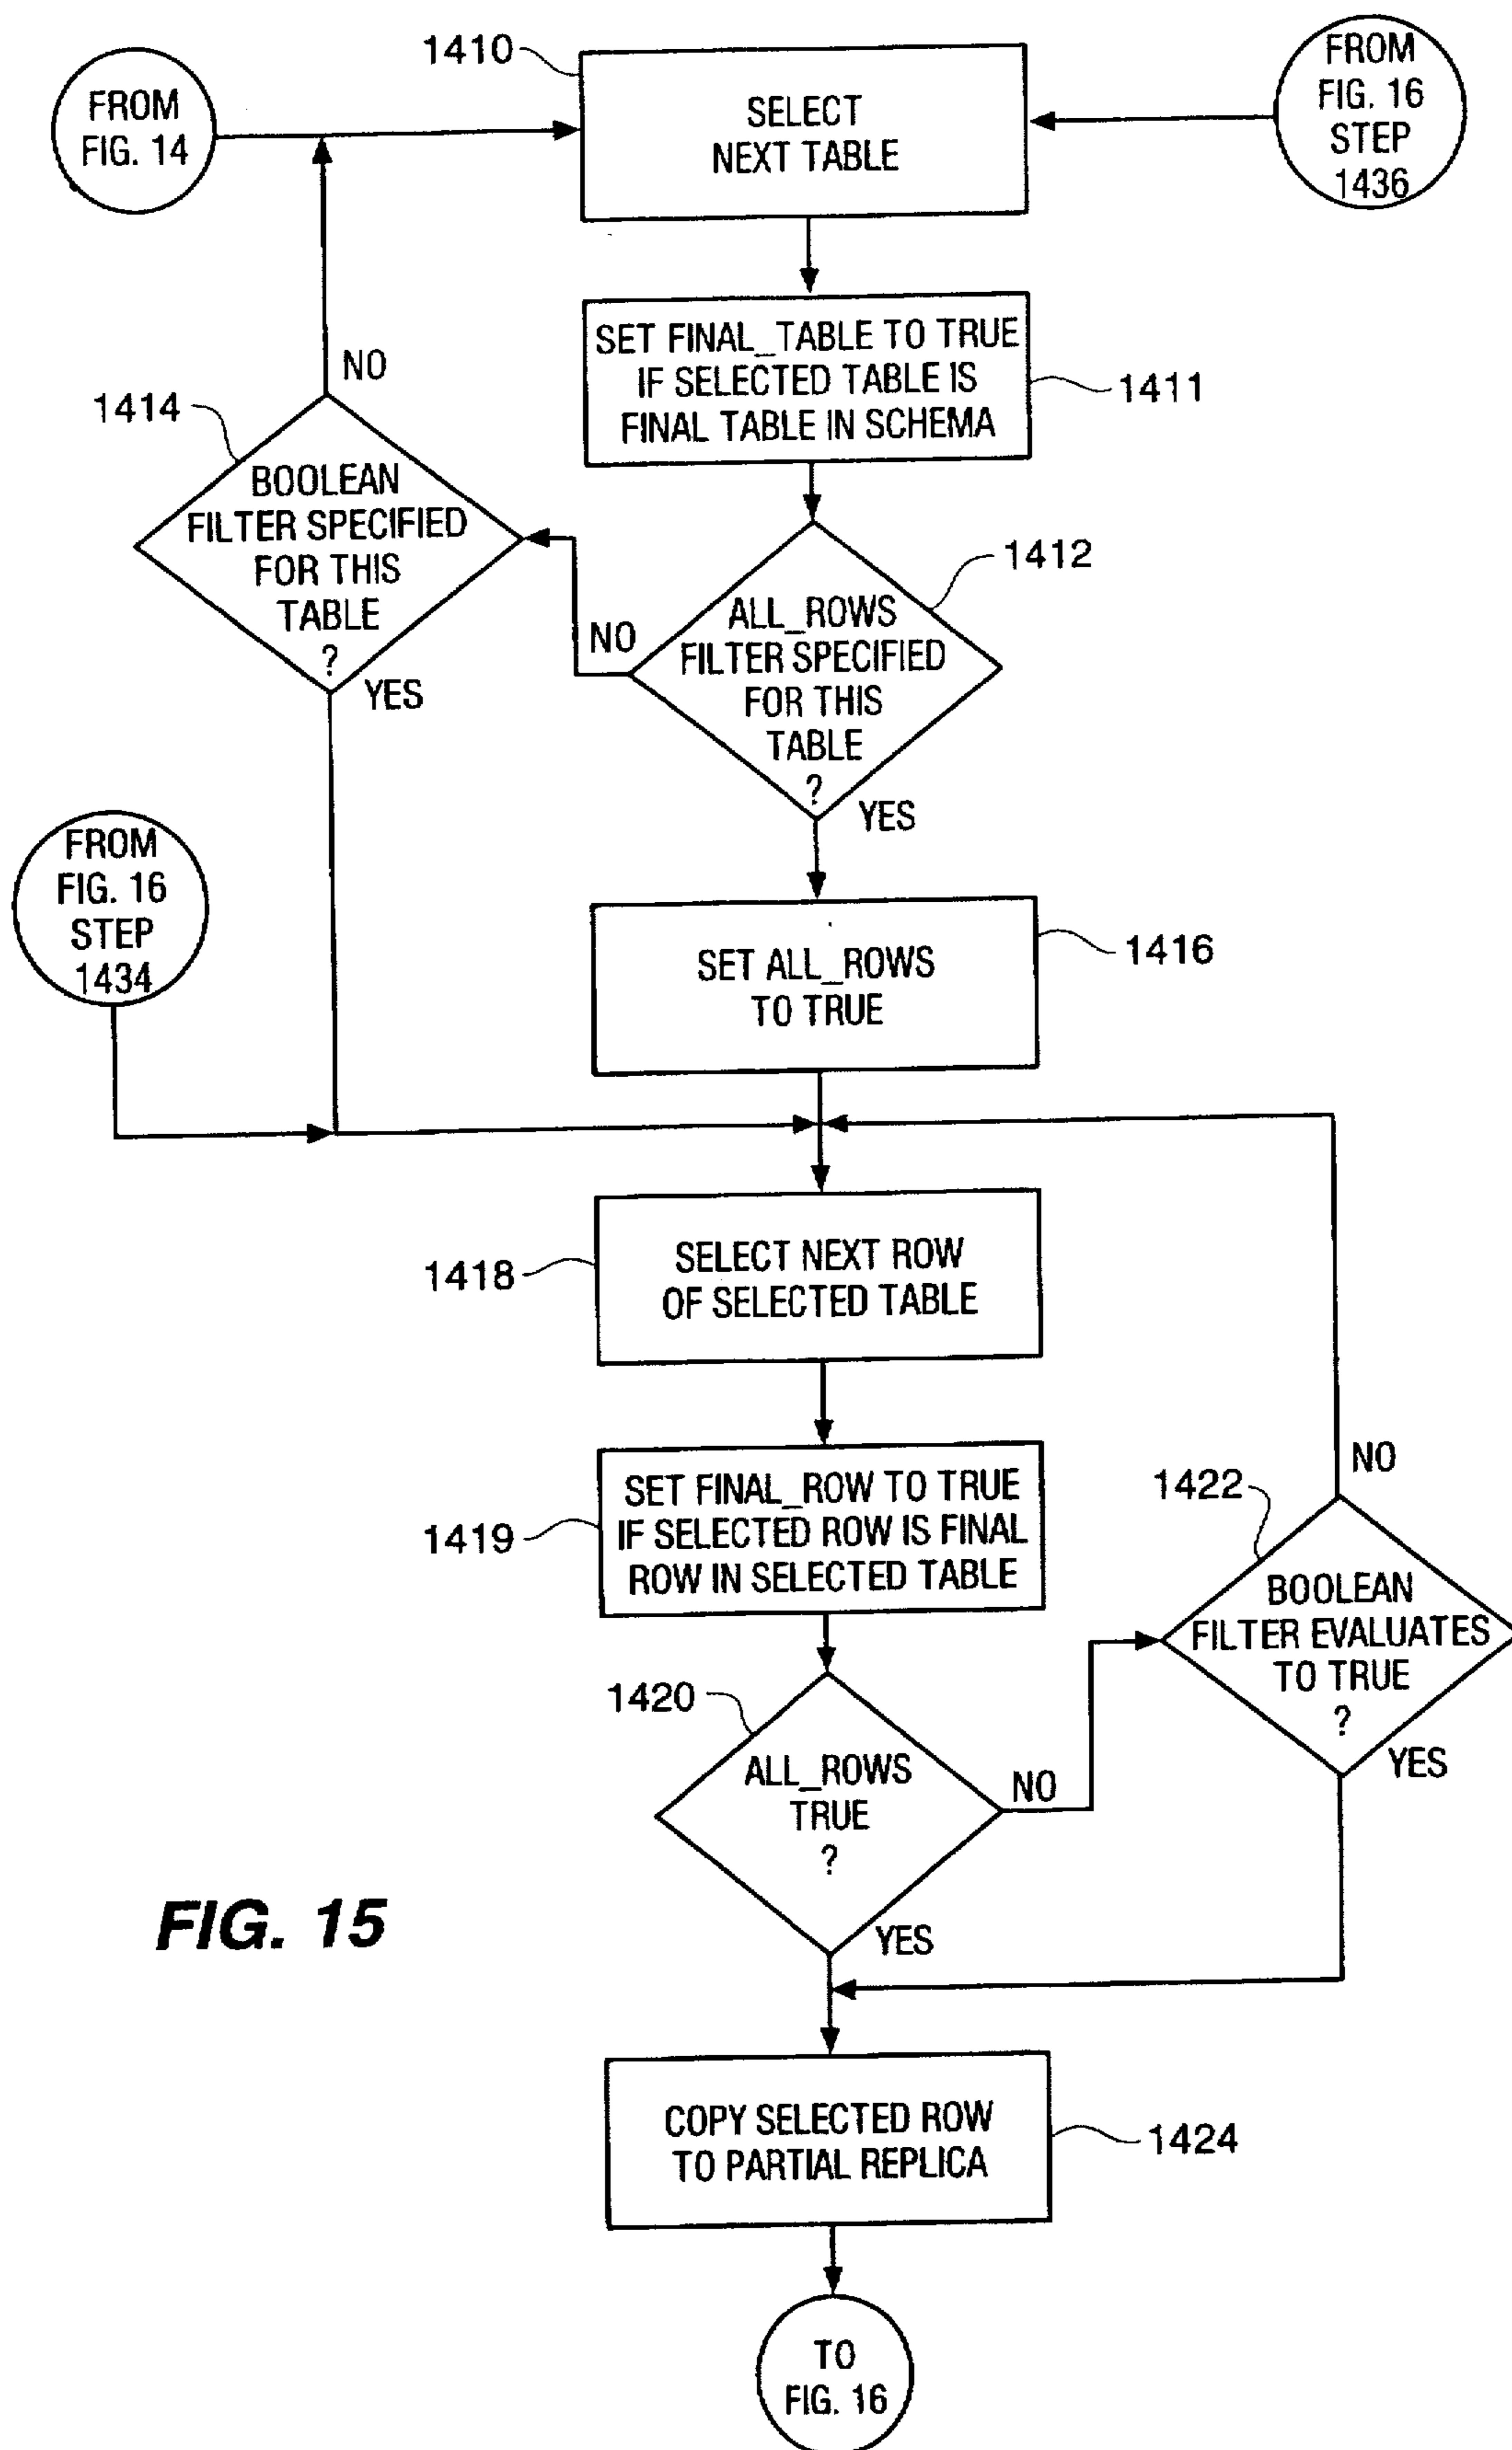 1410
FROM
FIG. 14
SELECT
NEXT TABLE
FROM
FIG. 16
STEP
1436
SET FINAL_TABLE TO TRUE
IF SELECTED TABLE IS
FINAL TABLE IN SCHEMA
1411
NO
1414
BOOLEAN
FILTER SPECIFIED
FOR THIS
TABLE
?
YES
1412
ALL_ROWS
FILTER SPECIFIED
FOR THIS
TABLE
?
NO
YES
FROM
FIG. 16
STEP
1434
SET ALL_ROWS
TO TRUE
1416
1418
SELECT NEXT ROW
OF SELECTED TABLE
1419
SET FINAL_ROW TO TRUE
IF SELECTED ROW IS FINAL
ROW IN SELECTED TABLE
NO
1422
BOOLEAN
FILTER EVALUATES
TO TRUE
?
YES
1420
ALL_ROWS
TRUE
?
NO
YES
FIG. 15
COPY SELECTED ROW
TO PARTIAL REPLICA
1424
TO
FIG. 16